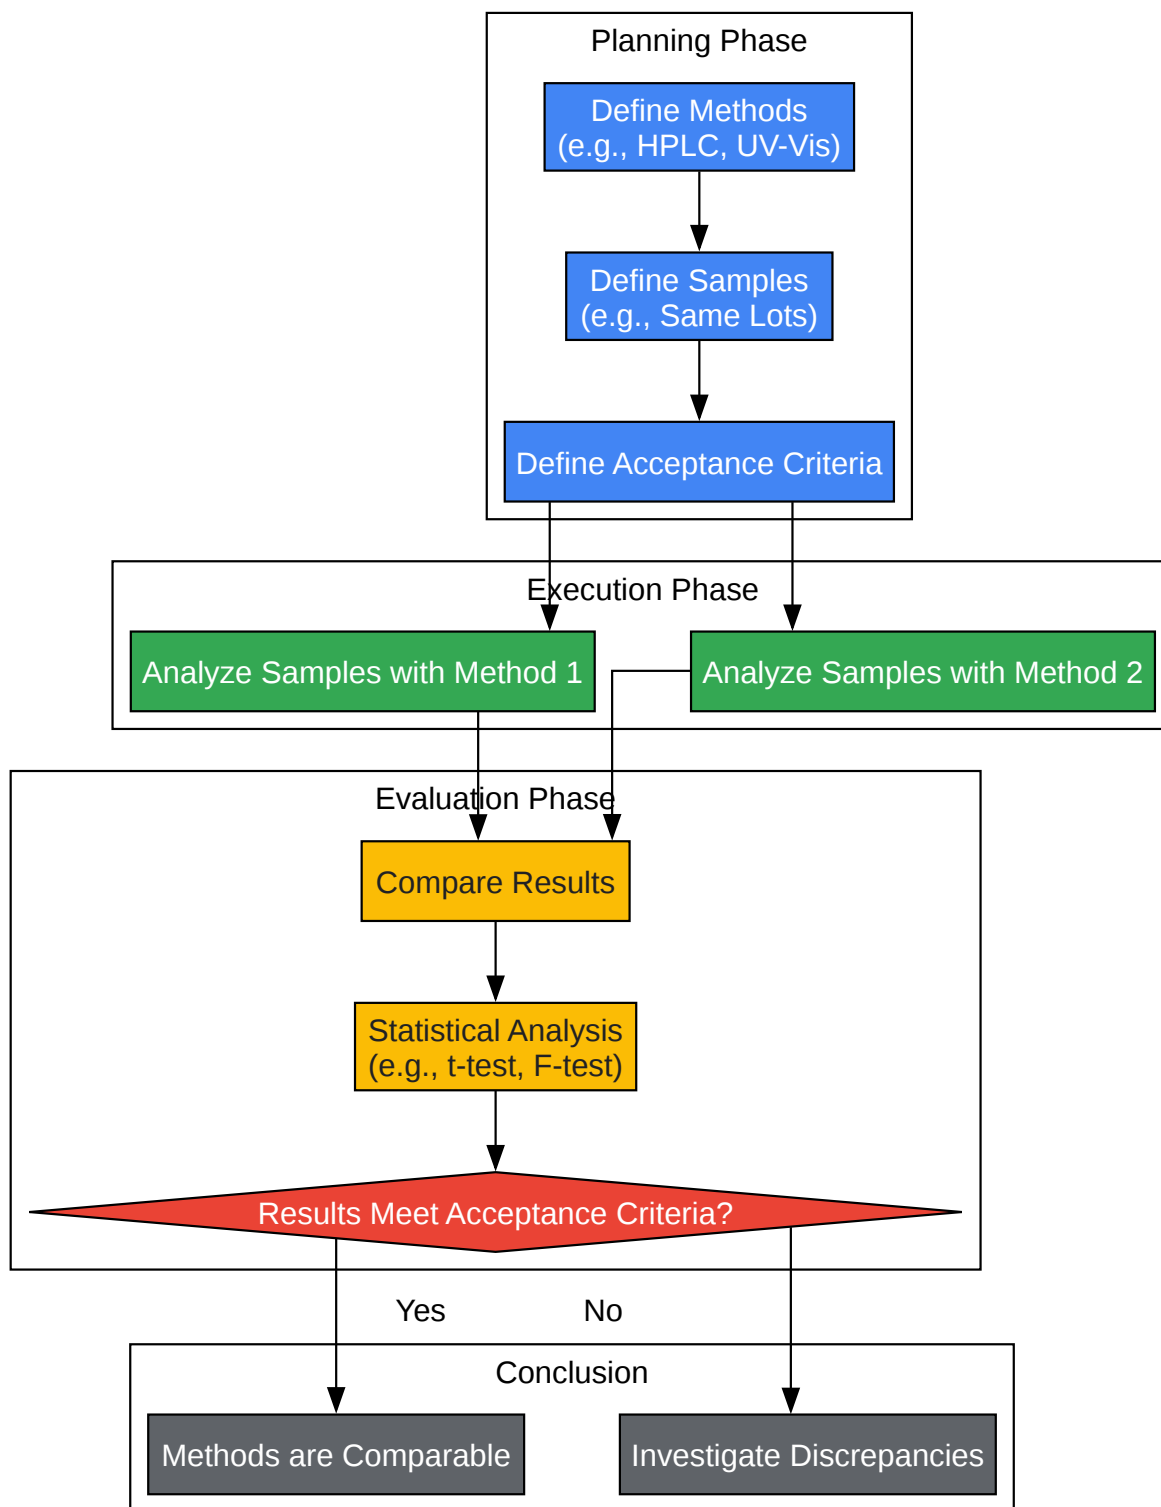 Planning Phase
Define Methods
(e.g., HPLC, UV-Vis)
Define Samples
(e.g., Same Lots)
Define Acceptance Criteria
Execution Phase
Analyze Samples with Method 1
Analyze Samples with Method 2
Evaluation Phase
Compare Results
Statistical Analysis
(e.g., t-test, F-test)
Results Meet Acceptance Criteria?
Yes
No
Conclusion
Methods are Comparable
Investigate Discrepancies